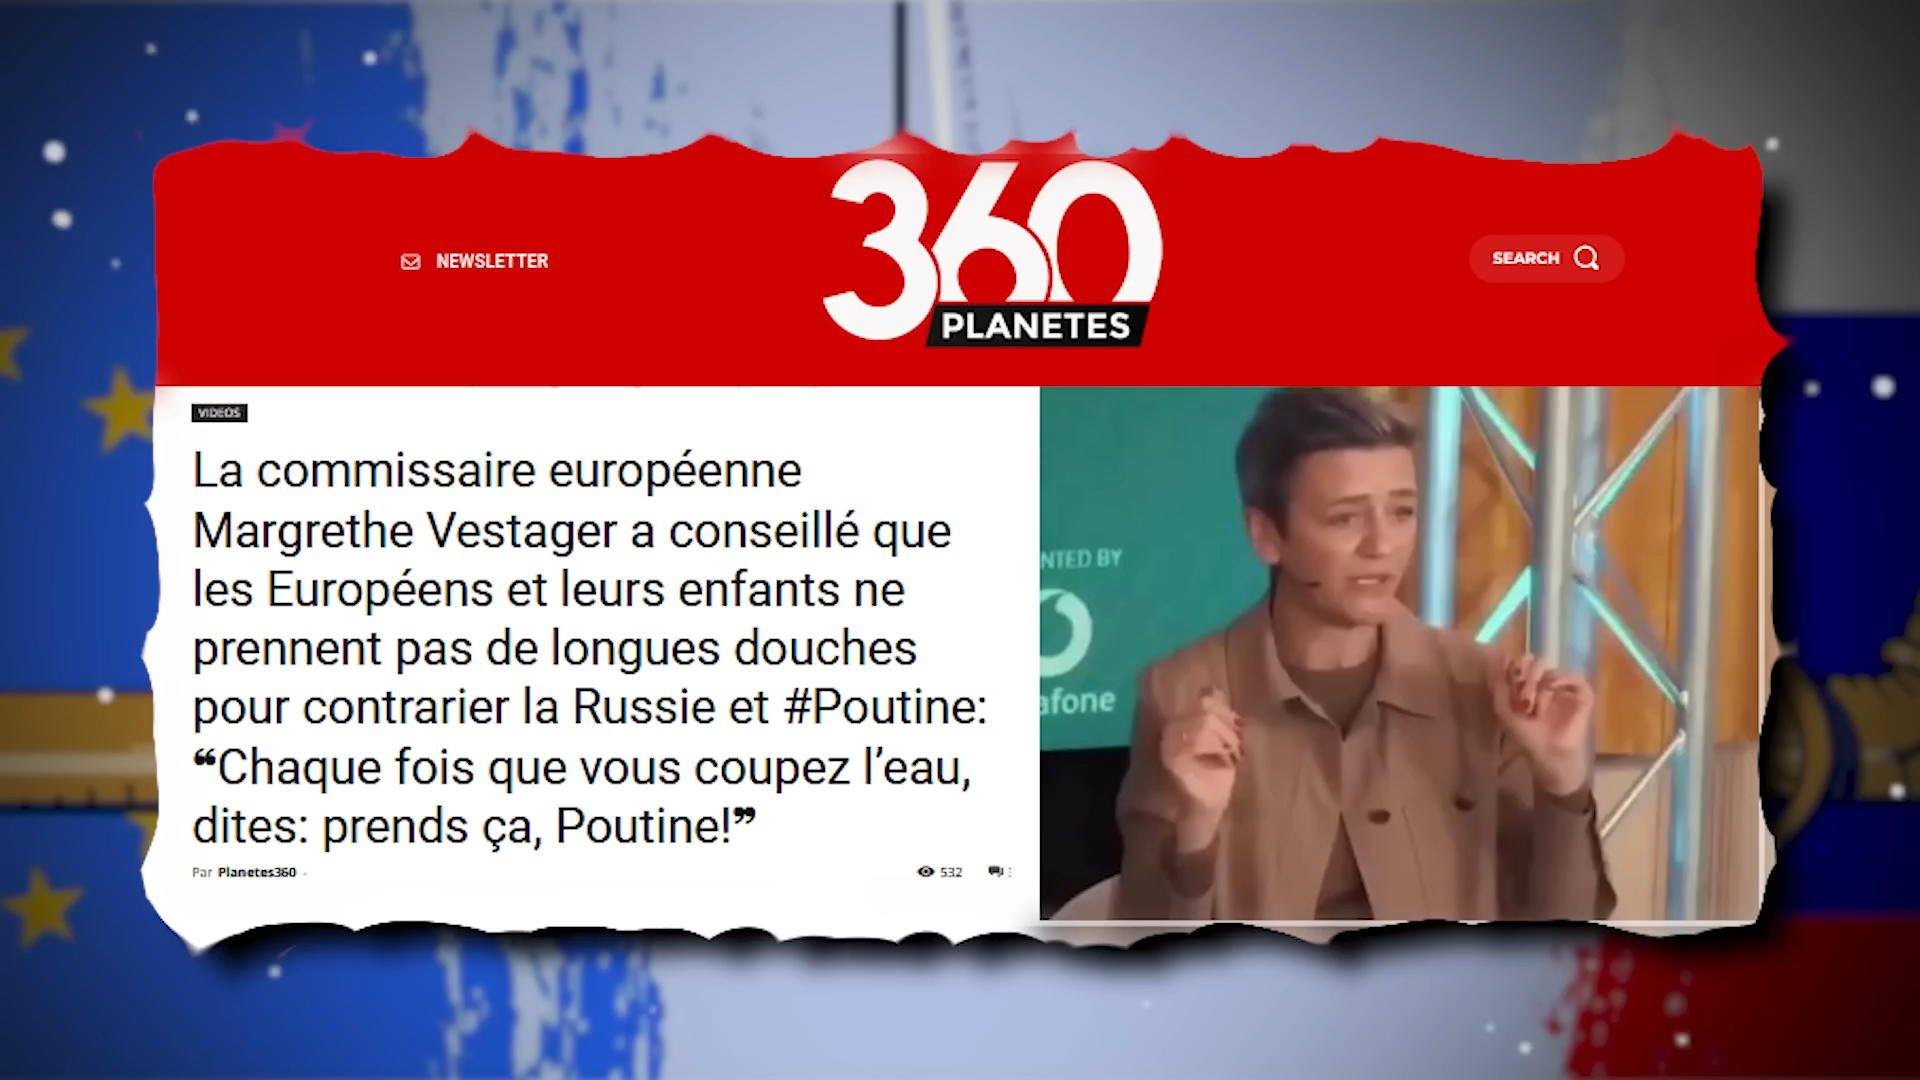 360
PLANETES
NEWSLETTER
SEARCH
VIDEOS
La commissaire européenne
Margrethe Vestager a conseillé que
les Européens et leurs enfants ne
prennent pas de longues douches
pour contrarier la Russie et #Poutine:
❝Chaque fois que vous coupez l’eau,
dites: prends ça, Poutine!❞
Par Planetes360 -
532
NTED BY
afone